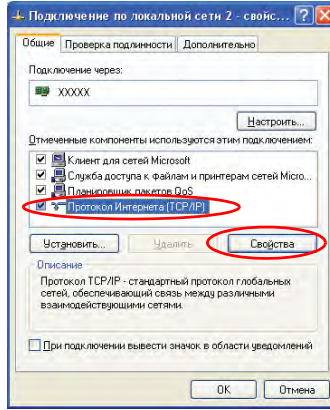 Подключение по локальной сети 2 - свойс...
Общие Проверка подлинности Дополнительно
Подключение через:
XXXXX
Настроить...
Отмеченные компоненты используются этим подключением:
Клиент для сетей Microsoft
Служба доступа к файлам и принтерам сетей Micro...
Планировщик пакетов QoS
Протокол Интернета (TCP/IP)
Установить... Удалить Свойства
Описание
Протокол TCP/IP - стандартный протокол глобальных
сетей, обеспечивающий связь между различными
взаимодействующими сетями.
При подключении вывести значок в области уведомлений
OK Отмена